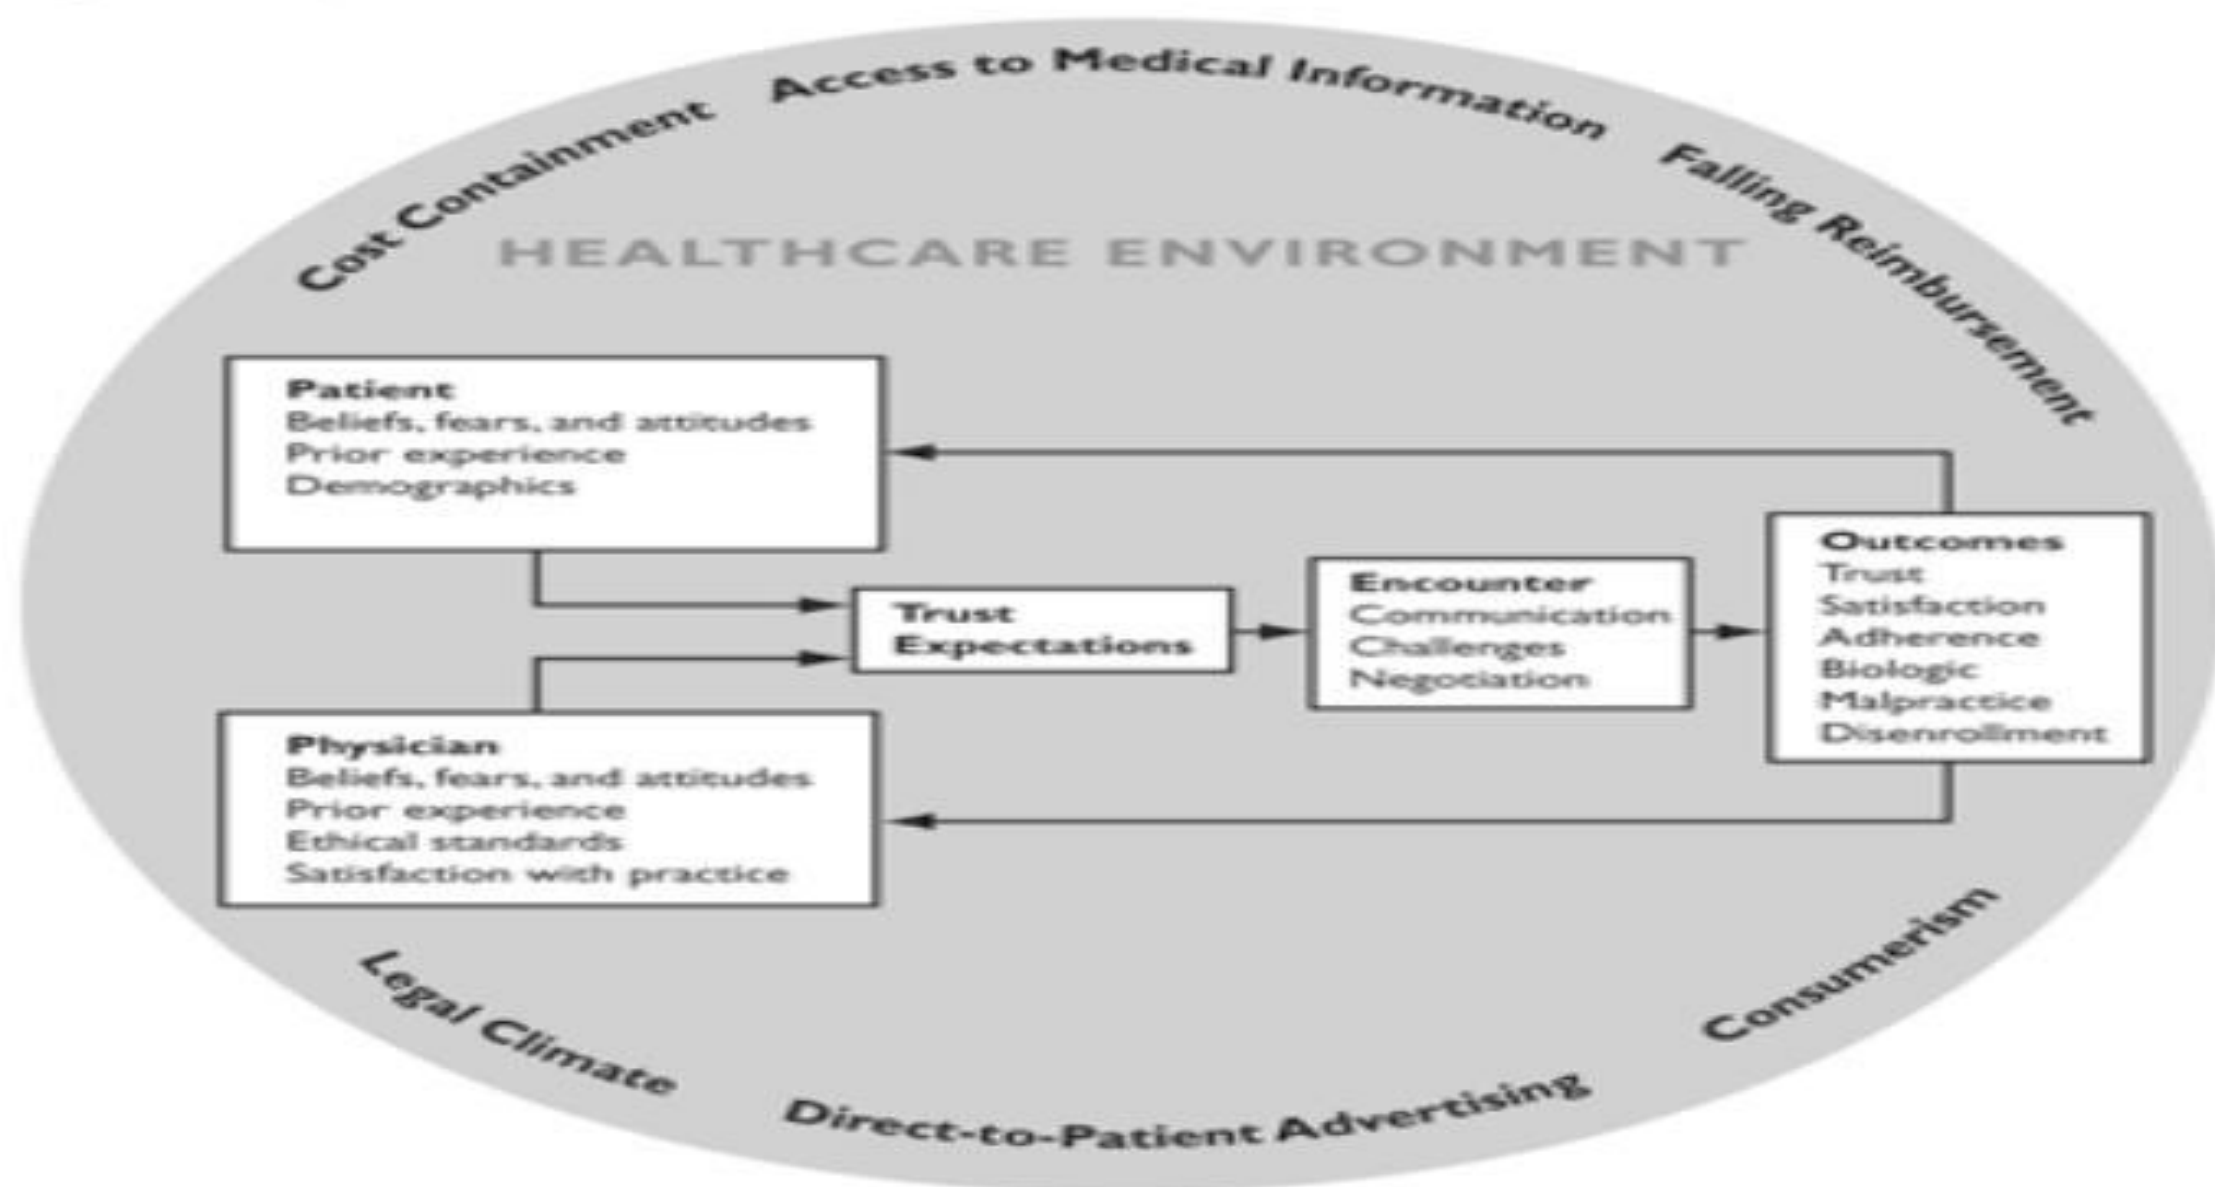 Cost Containment
Access to Medical Information
Falling Reimbursement
HEALTHCARE ENVIRONMENT
Patient
Beliefs, fears, and attitudes
Prior experience
Demographics
Trust
Expectations
Encounter
Communication
Challenges
Negotiation
Outcomes
Trust
Satisfaction
Adherence
Biologic
Malpractice
Disenrollment
Physician
Beliefs, fears, and attitudes
Prior experience
Ethical standards
Satisfaction with practice
Legal Climate
Direct-to-Patient Advertising
Consumerism